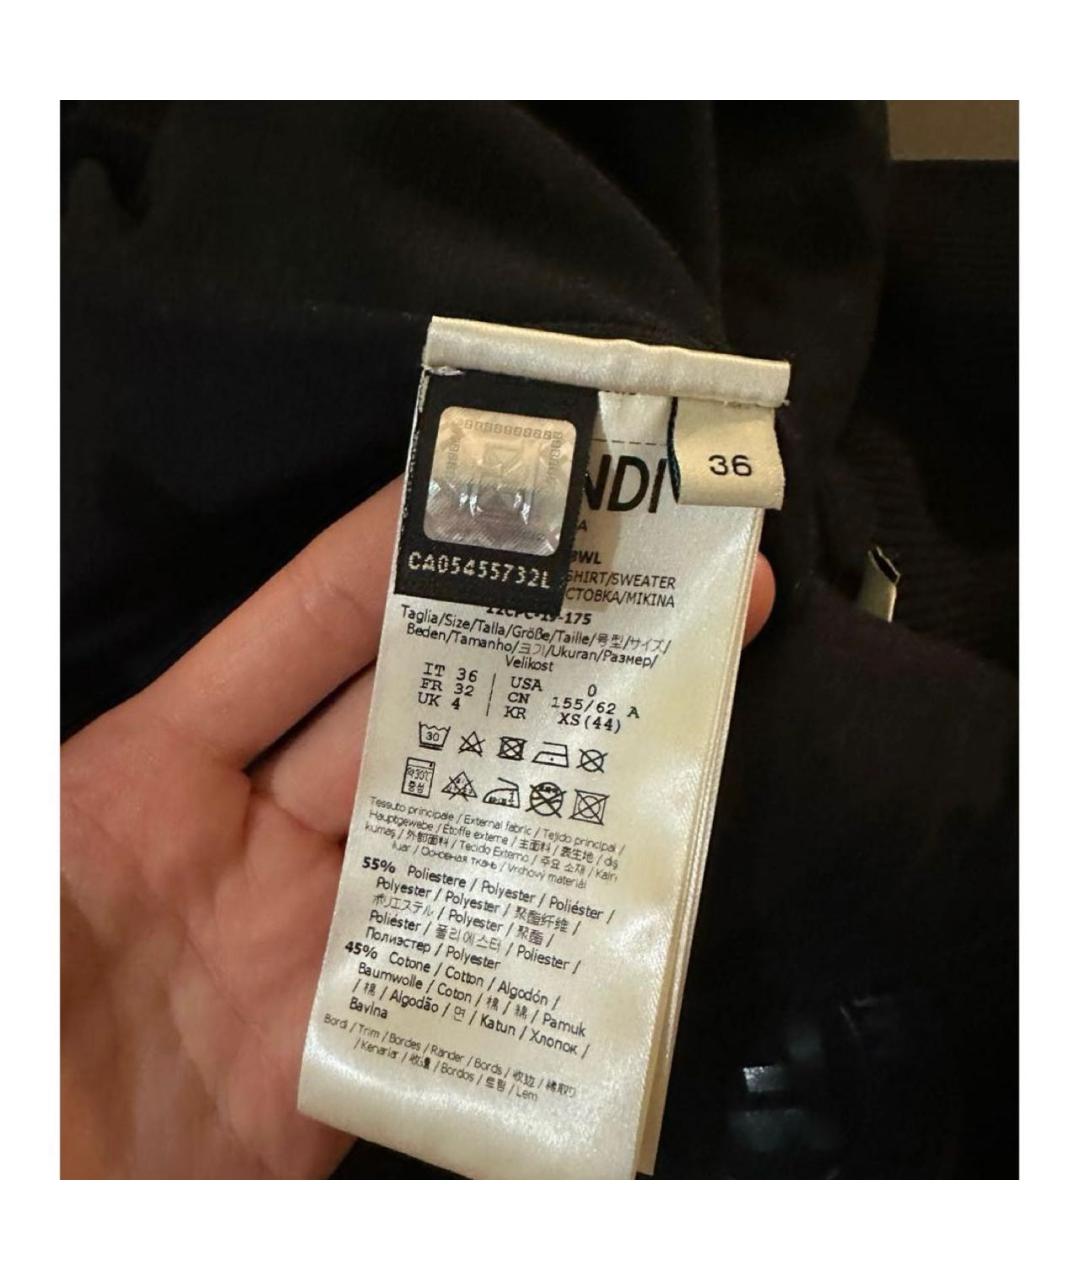 36
NDI
CA05455732L
BWL
SHIRT/SWEATER
СТОВКА/MIKINA
-175
Taglia/Size/Talla/Größe/Taille/号型/サイズ/
Beden/Tamanho/크기/Ukuran/Размер/
Velikost
IT 36
FR 32
UK 4
USA 0
CN 155/62 A
KR XS(44)
30
중성
Tessuto principale / External fabric / Tejido principal /
Hauptgewebe / Étoffe externe / 主面料 / 表生地 / dış
kumaş / 外部面料 / Tecido Externo / 주요 소재 / Kain
luar / Основная ткань / Vrchový materiál
55% Poliestere / Polyester / Poliéster /
Polyester / Polyester / 聚酯纤维 /
ポリエステル / Polyester / 聚酯 /
Poliéster / 폴리에스터 / Poliester /
Полиэстер / Polyester
45% Cotone / Cotton / Algodón /
Baumwolle / Coton / 棉 / 綿 / Pamuk
/ 棉 / Algodão / 면 / Katun / Хлопок /
Bavlna
Bordi / Trim / Bordes / Ränder / Bords / 收边 / 縁取り
/ Kenarlar / 收邊 / Bordos / 트림 / Lem